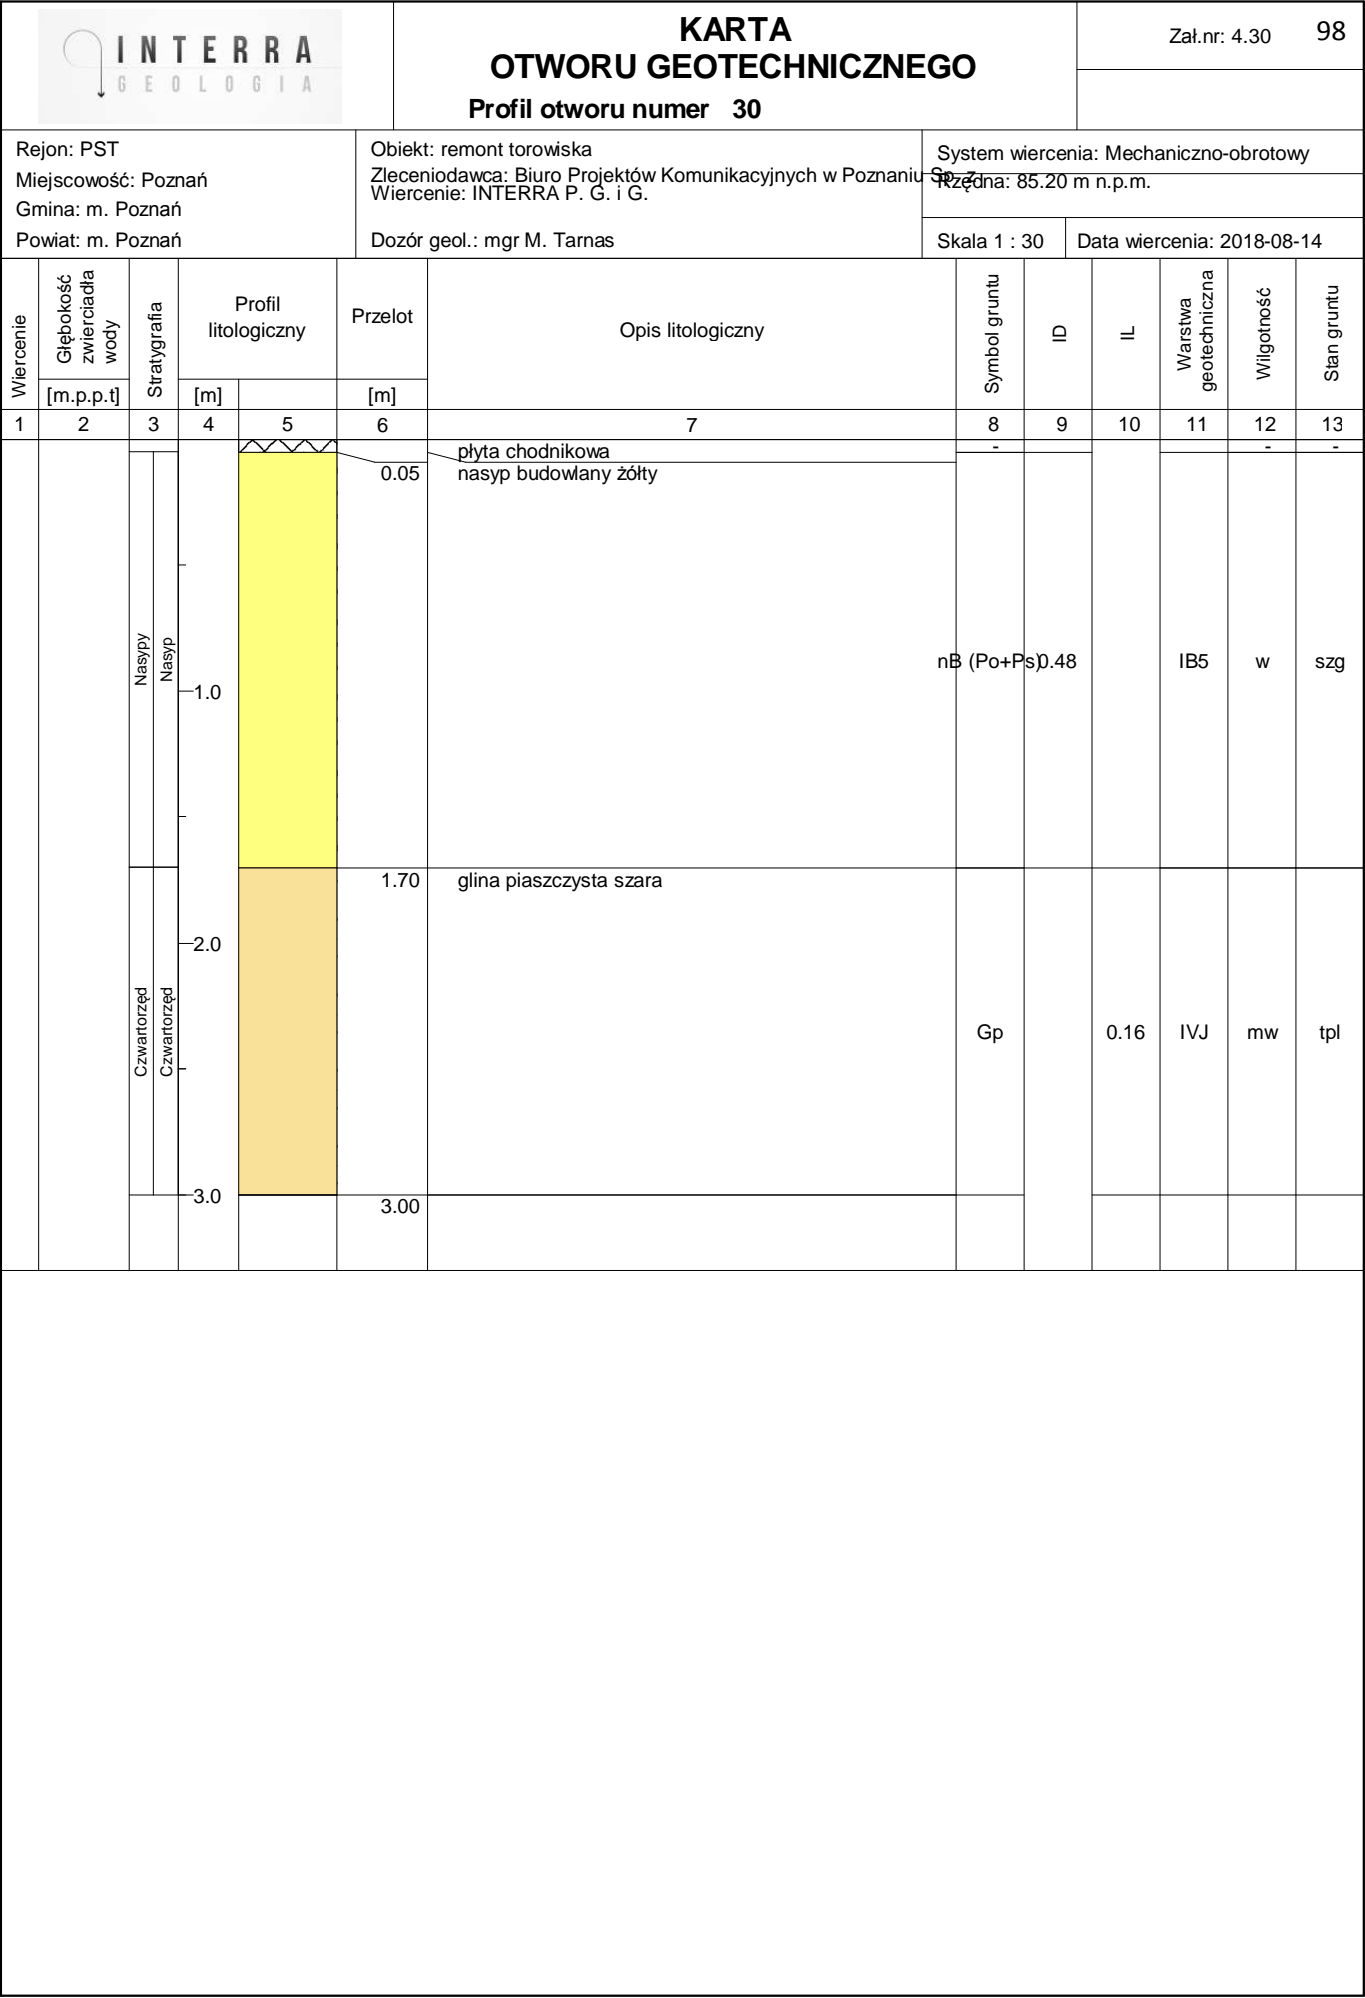 INTERRA
GEOLOGIA
KARTA
OTWORU GEOTECHNICZNEGO
Profil otworu numer 30
Zał.nr: 4.30
98
Rejon: PST
Miejscowość: Poznań
Gmina: m. Poznań
Powiat: m. Poznań
Obiekt: remont torowiska
Zleceniodawca: Biuro Projektów Komunikacyjnych w Poznaniu Sp. z
Wiercenie: INTERRA P. G. i G.
Dozór geol.: mgr M. Tarnas
System wiercenia: Mechaniczno-obrotowy
Rzędna: 85.20 m n.p.m.
Skala 1 : 30
Data wiercenia: 2018-08-14
Wiercenie
Głębokość
zwierciadła
wody
[m.p.p.t]
Stratygrafia
Profil
litologiczny
[m]
Przelot
[m]
Opis litologiczny
Symbol gruntu
ID
IL
Warstwa
geotechniczna
Wilgotność
Stan gruntu
1 2 3 4 5 6 7 8 9 10 11 12 13
płyta chodnikowa - - -
0.05 nasyp budowlany żółty
Nasypy
Nasyp
1.0
nB (Po+Ps) 0.48 IB5 w szg
1.70 glina piaszczysta szara
2.0
Czwartorzęd
Czwartorzęd
Gp 0.16 IVJ mw tpl
3.0
3.00